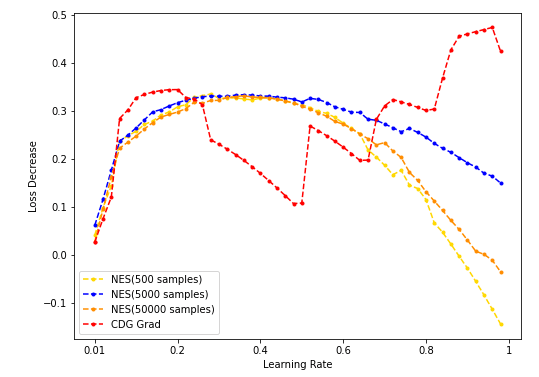 0.5
0.4
0.3
0.2
0.1
0.0
−0.1
Loss Decrease
NES(500 samples)
NES(5000 samples)
NES(50000 samples)
CDG Grad
0.01 0.2 0.4 0.6 0.8 1
Learning Rate